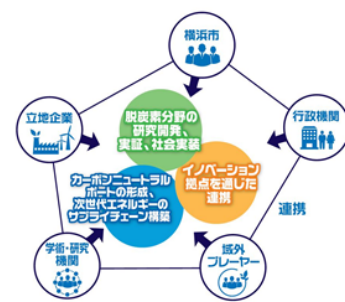 横浜市
立地企業
脱炭素分野の
研究開発、
実証、社会実装
行政機関
イノベーション
拠点を通じた
連携
カーボンニュートラル
ポートの形成、
次世代エネルギーの
サプライチェーン構築
連携
学術・研究
機関
域外
プレーヤー